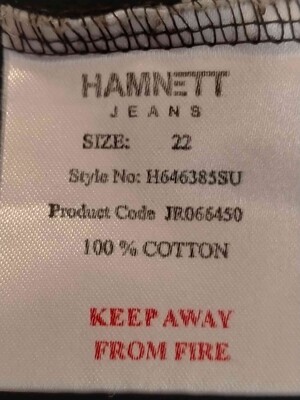 HAMNETT
JEANS
SIZE: 22
Style No: H646385SU
Product Code JR066450
100 % COTTON
KEEP AWAY
FROM FIRE